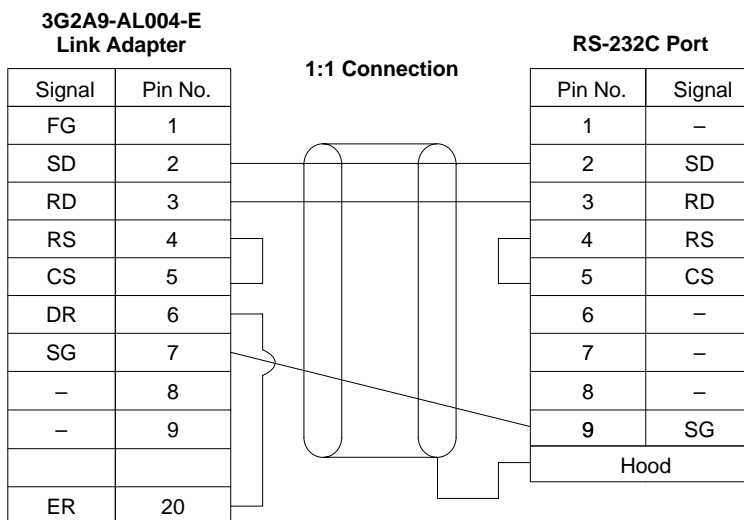 3G2A9-AL004-E
Link Adapter
1:1 Connection
RS-232C Port
Signal Pin No.
FG 1
SD 2
RD 3
RS 4
CS 5
DR 6
SG 7
– 8
– 9
ER 20
Pin No. Signal
1 –
2 SD
3 RD
4 RS
5 CS
6 –
7 –
8 –
9 SG
Hood